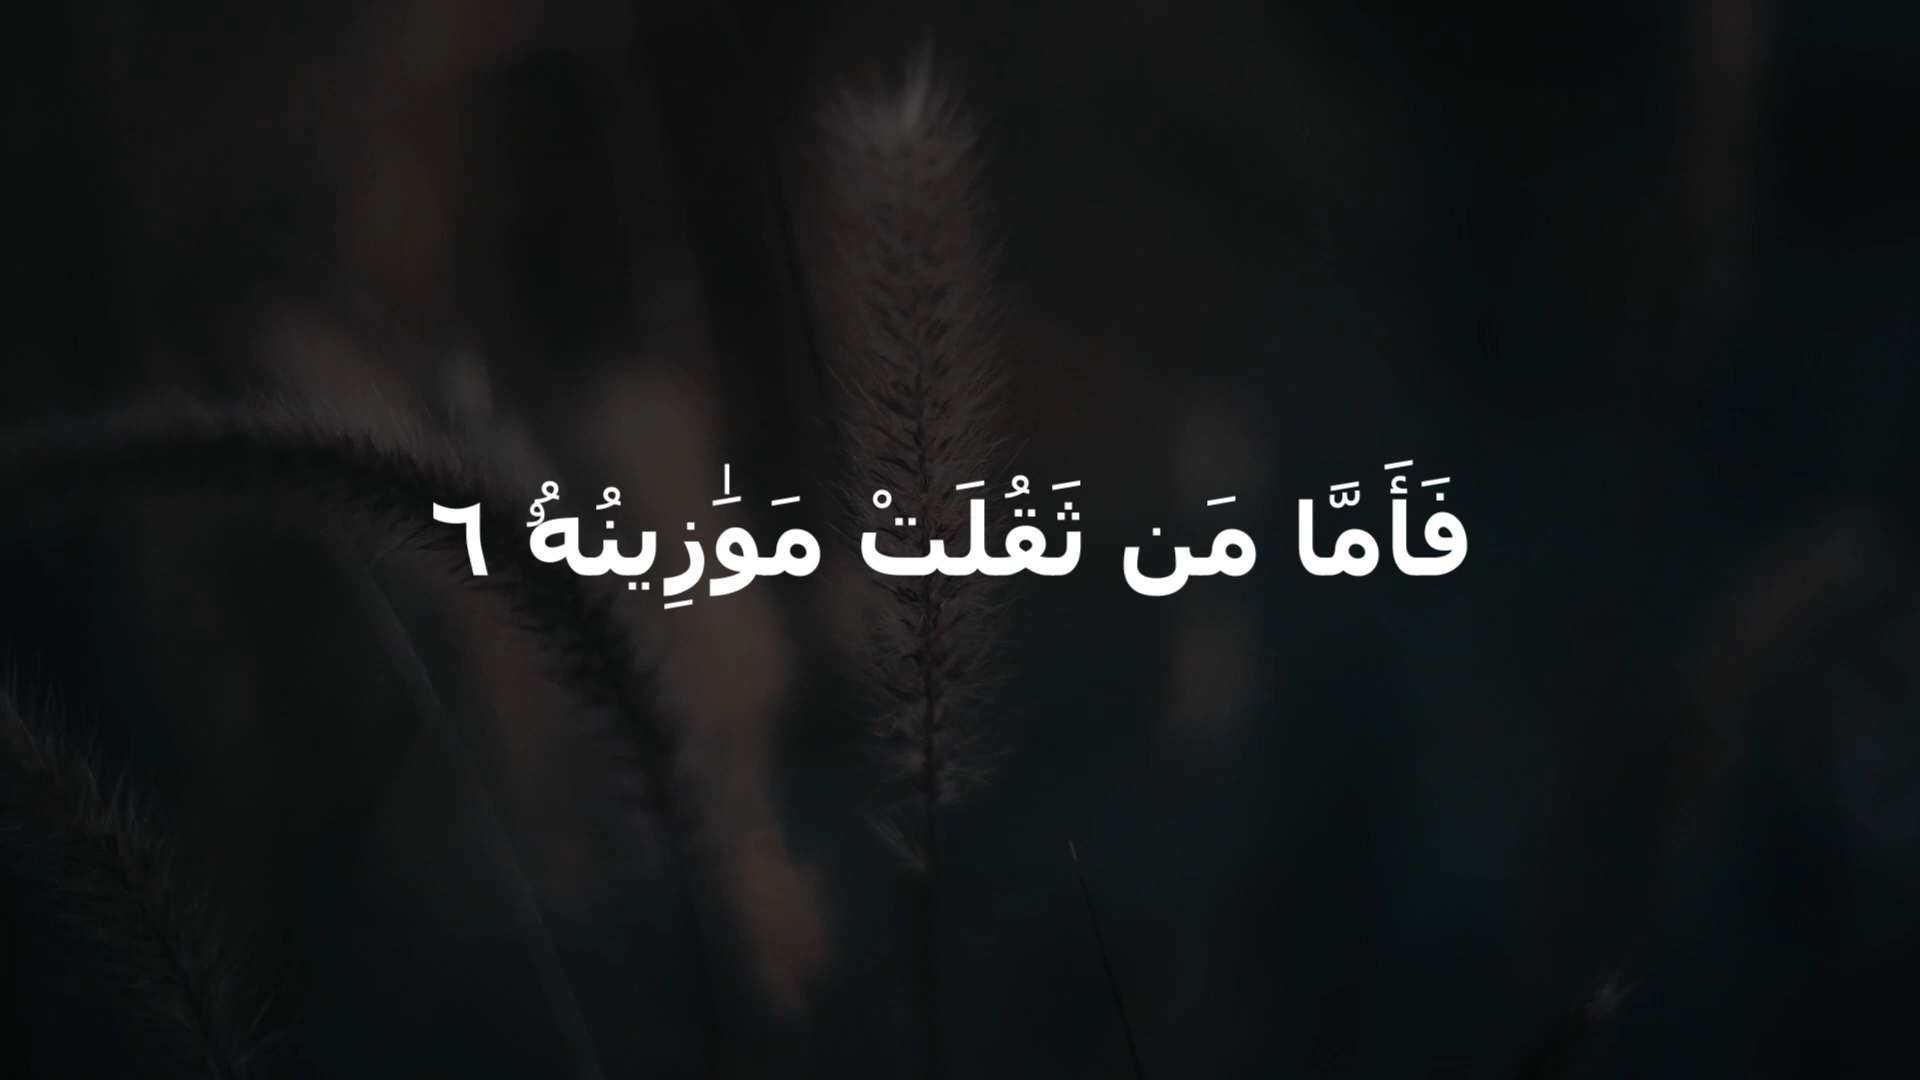 فَأَمَّا مَن ثَقُلَتْ مَوَٰزِينُهُۥ ٦